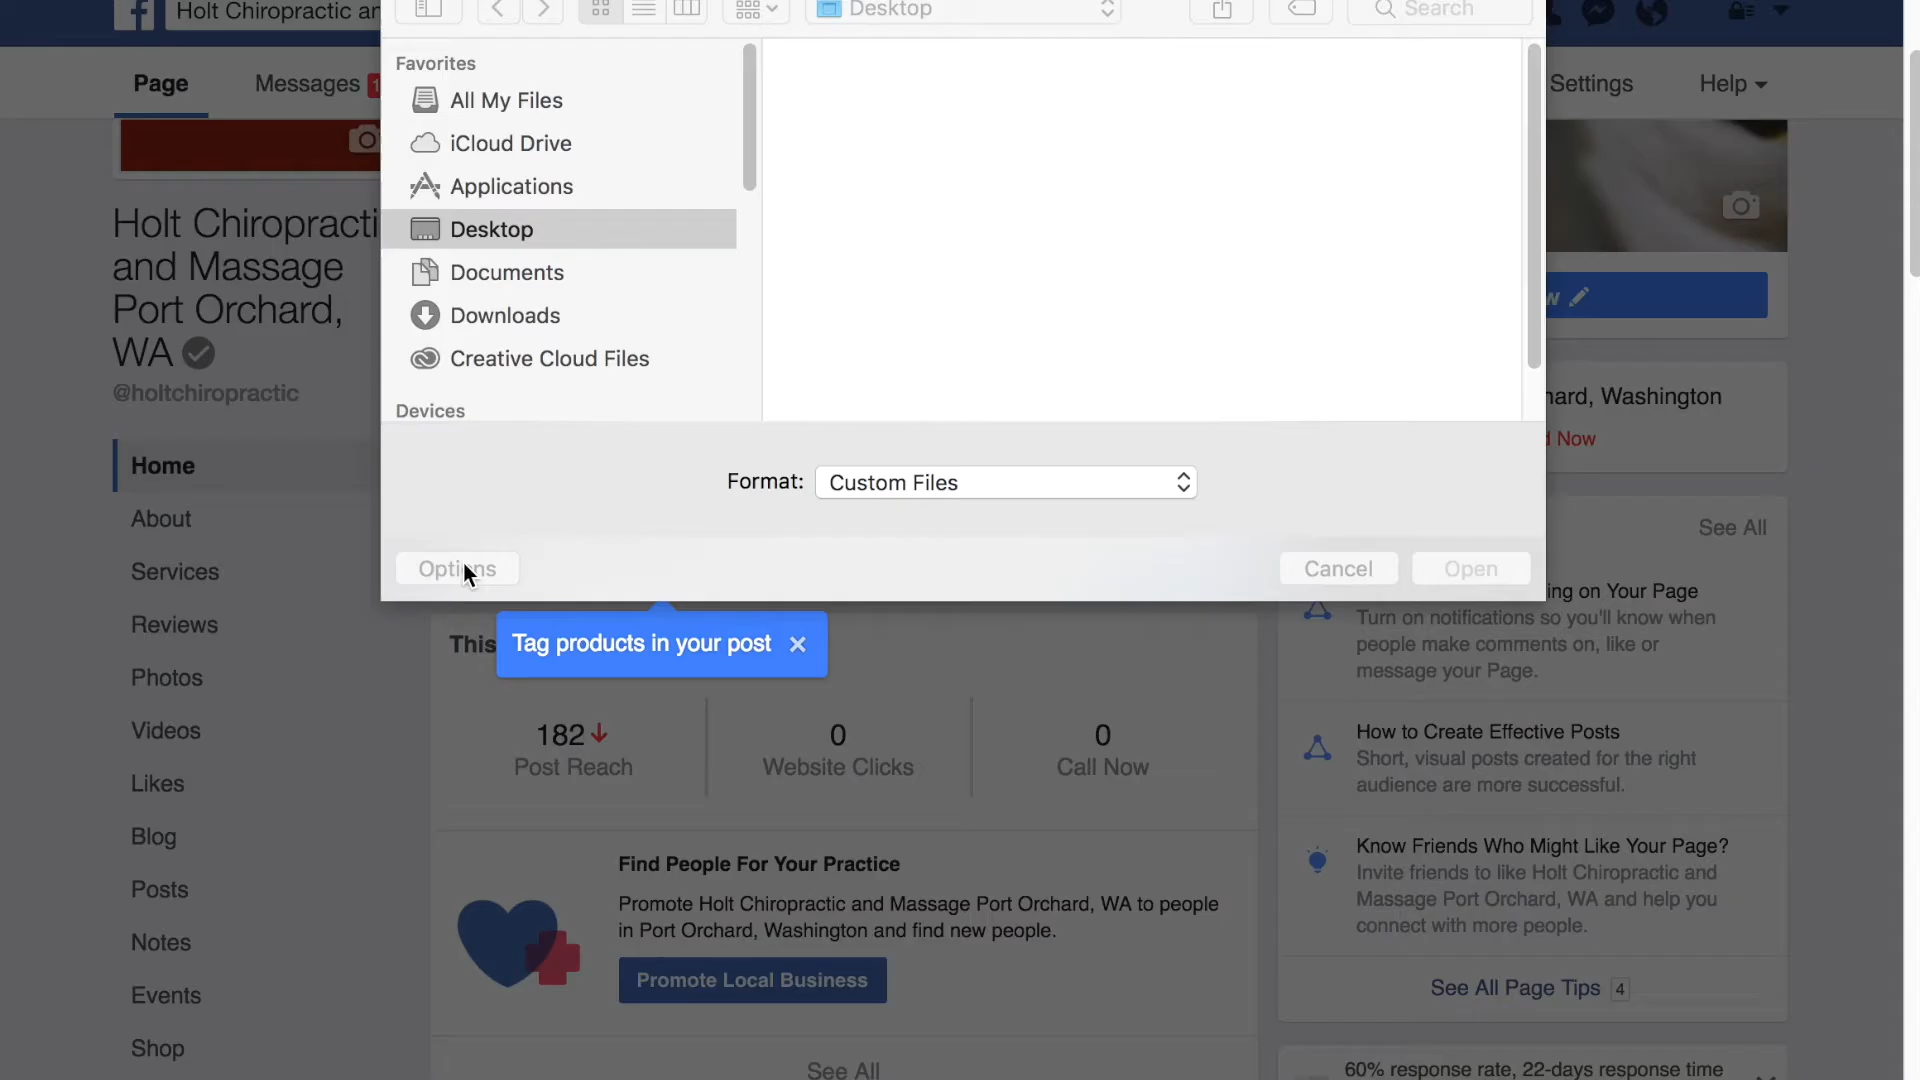 Holt Chiropractic an
Desktop
Search
Page
Messages 1
Settings
Help
Favorites
All My Files
iCloud Drive
Applications
Desktop
Documents
Downloads
Creative Cloud Files
Devices
Format: Custom Files
Options
Cancel
Open
Holt Chiropracti
and Massage
Port Orchard,
WA
@holtchiropractic
Home
About
Services
Reviews
Photos
Videos
Likes
Blog
Posts
Notes
Events
Shop
Tag products in your post
This
182
Post Reach
0
Website Clicks
0
Call Now
Find People For Your Practice
Promote Holt Chiropractic and Massage Port Orchard, WA to people
in Port Orchard, Washington and find new people.
Promote Local Business
See All
w
hard, Washington
d Now
See All
ing on Your Page
Turn on notifications so you'll know when
people make comments on, like or
message your Page.
How to Create Effective Posts
Short, visual posts created for the right
audience are more successful.
Know Friends Who Might Like Your Page?
Invite friends to like Holt Chiropractic and
Massage Port Orchard, WA and help you
connect with more people.
See All Page Tips 4
60% response rate, 22-days response time